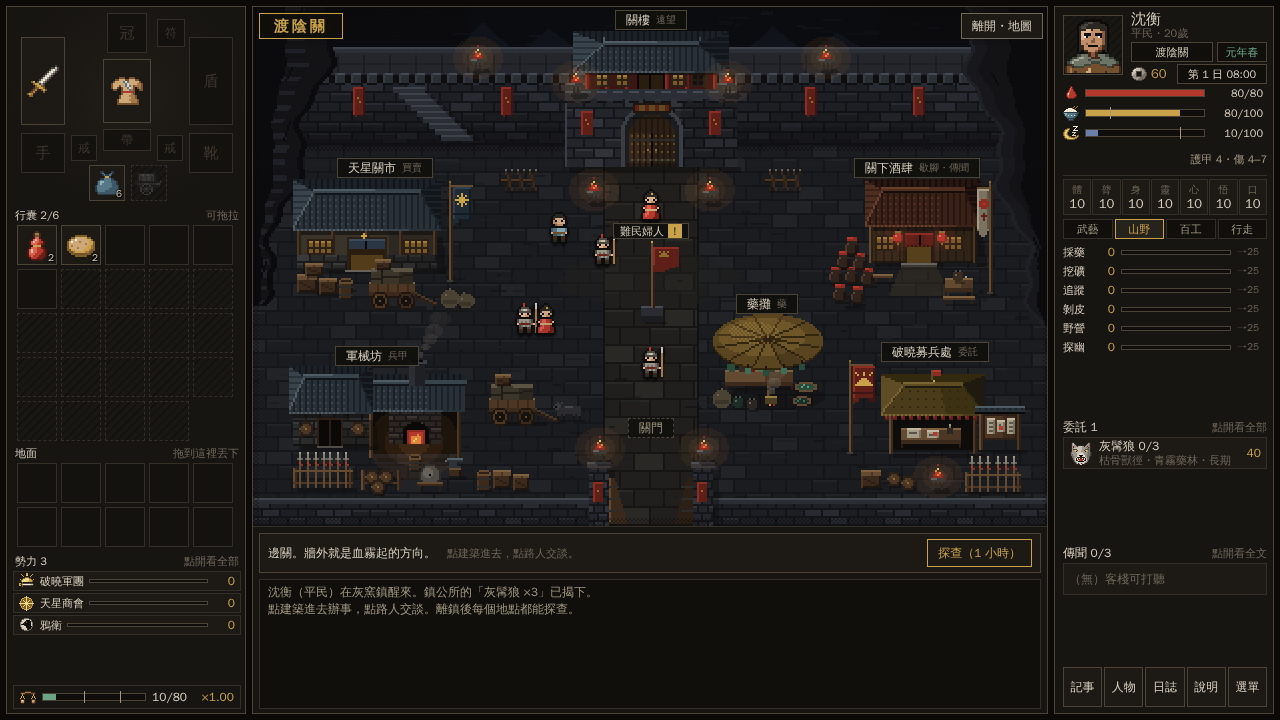 冠
符
盾
手
戒
帶
戒
靴
6
行囊 2/6
可拖拉
2
2
地面
拖到這裡丟下
勢力 3
點開看全部
破曉軍團
0
天星商會
0
鴉衛
0
10/80
×1.00
渡陰關
關樓 遠望
離開・地圖
天星關市 買賣
關下酒肆 歇腳・傳聞
難民婦人 !
藥攤 藥
軍械坊 兵甲
破曉募兵處 委託
關門
邊關。牆外就是血霧起的方向。
點建築進去，點路人交談。
探查（1 小時）
沈衡（平民）在灰窯鎮醒來。鎮公所的「灰髯狼 ×3」已揭下。
點建築進去辦事，點路人交談。離鎮後每個地點都能探查。
沈衡
平民・20歲
渡陰關
元年春
60
第 1 日 08:00
80/80
80/100
10/100
護甲 4・傷 4–7
體
臂
身
靈
心
悟
口
10
10
10
10
10
10
10
武藝
山野
百工
行走
採藥
0
→25
挖礦
0
→25
追蹤
0
→25
剝皮
0
→25
野營
0
→25
探幽
0
→25
委託 1
點開看全部
灰髯狼 0/3
枯骨獸徑・青霧藥林・長期
40
傳聞 0/3
點開看全文
（無）客棧可打聽
記事
人物
日誌
說明
選單